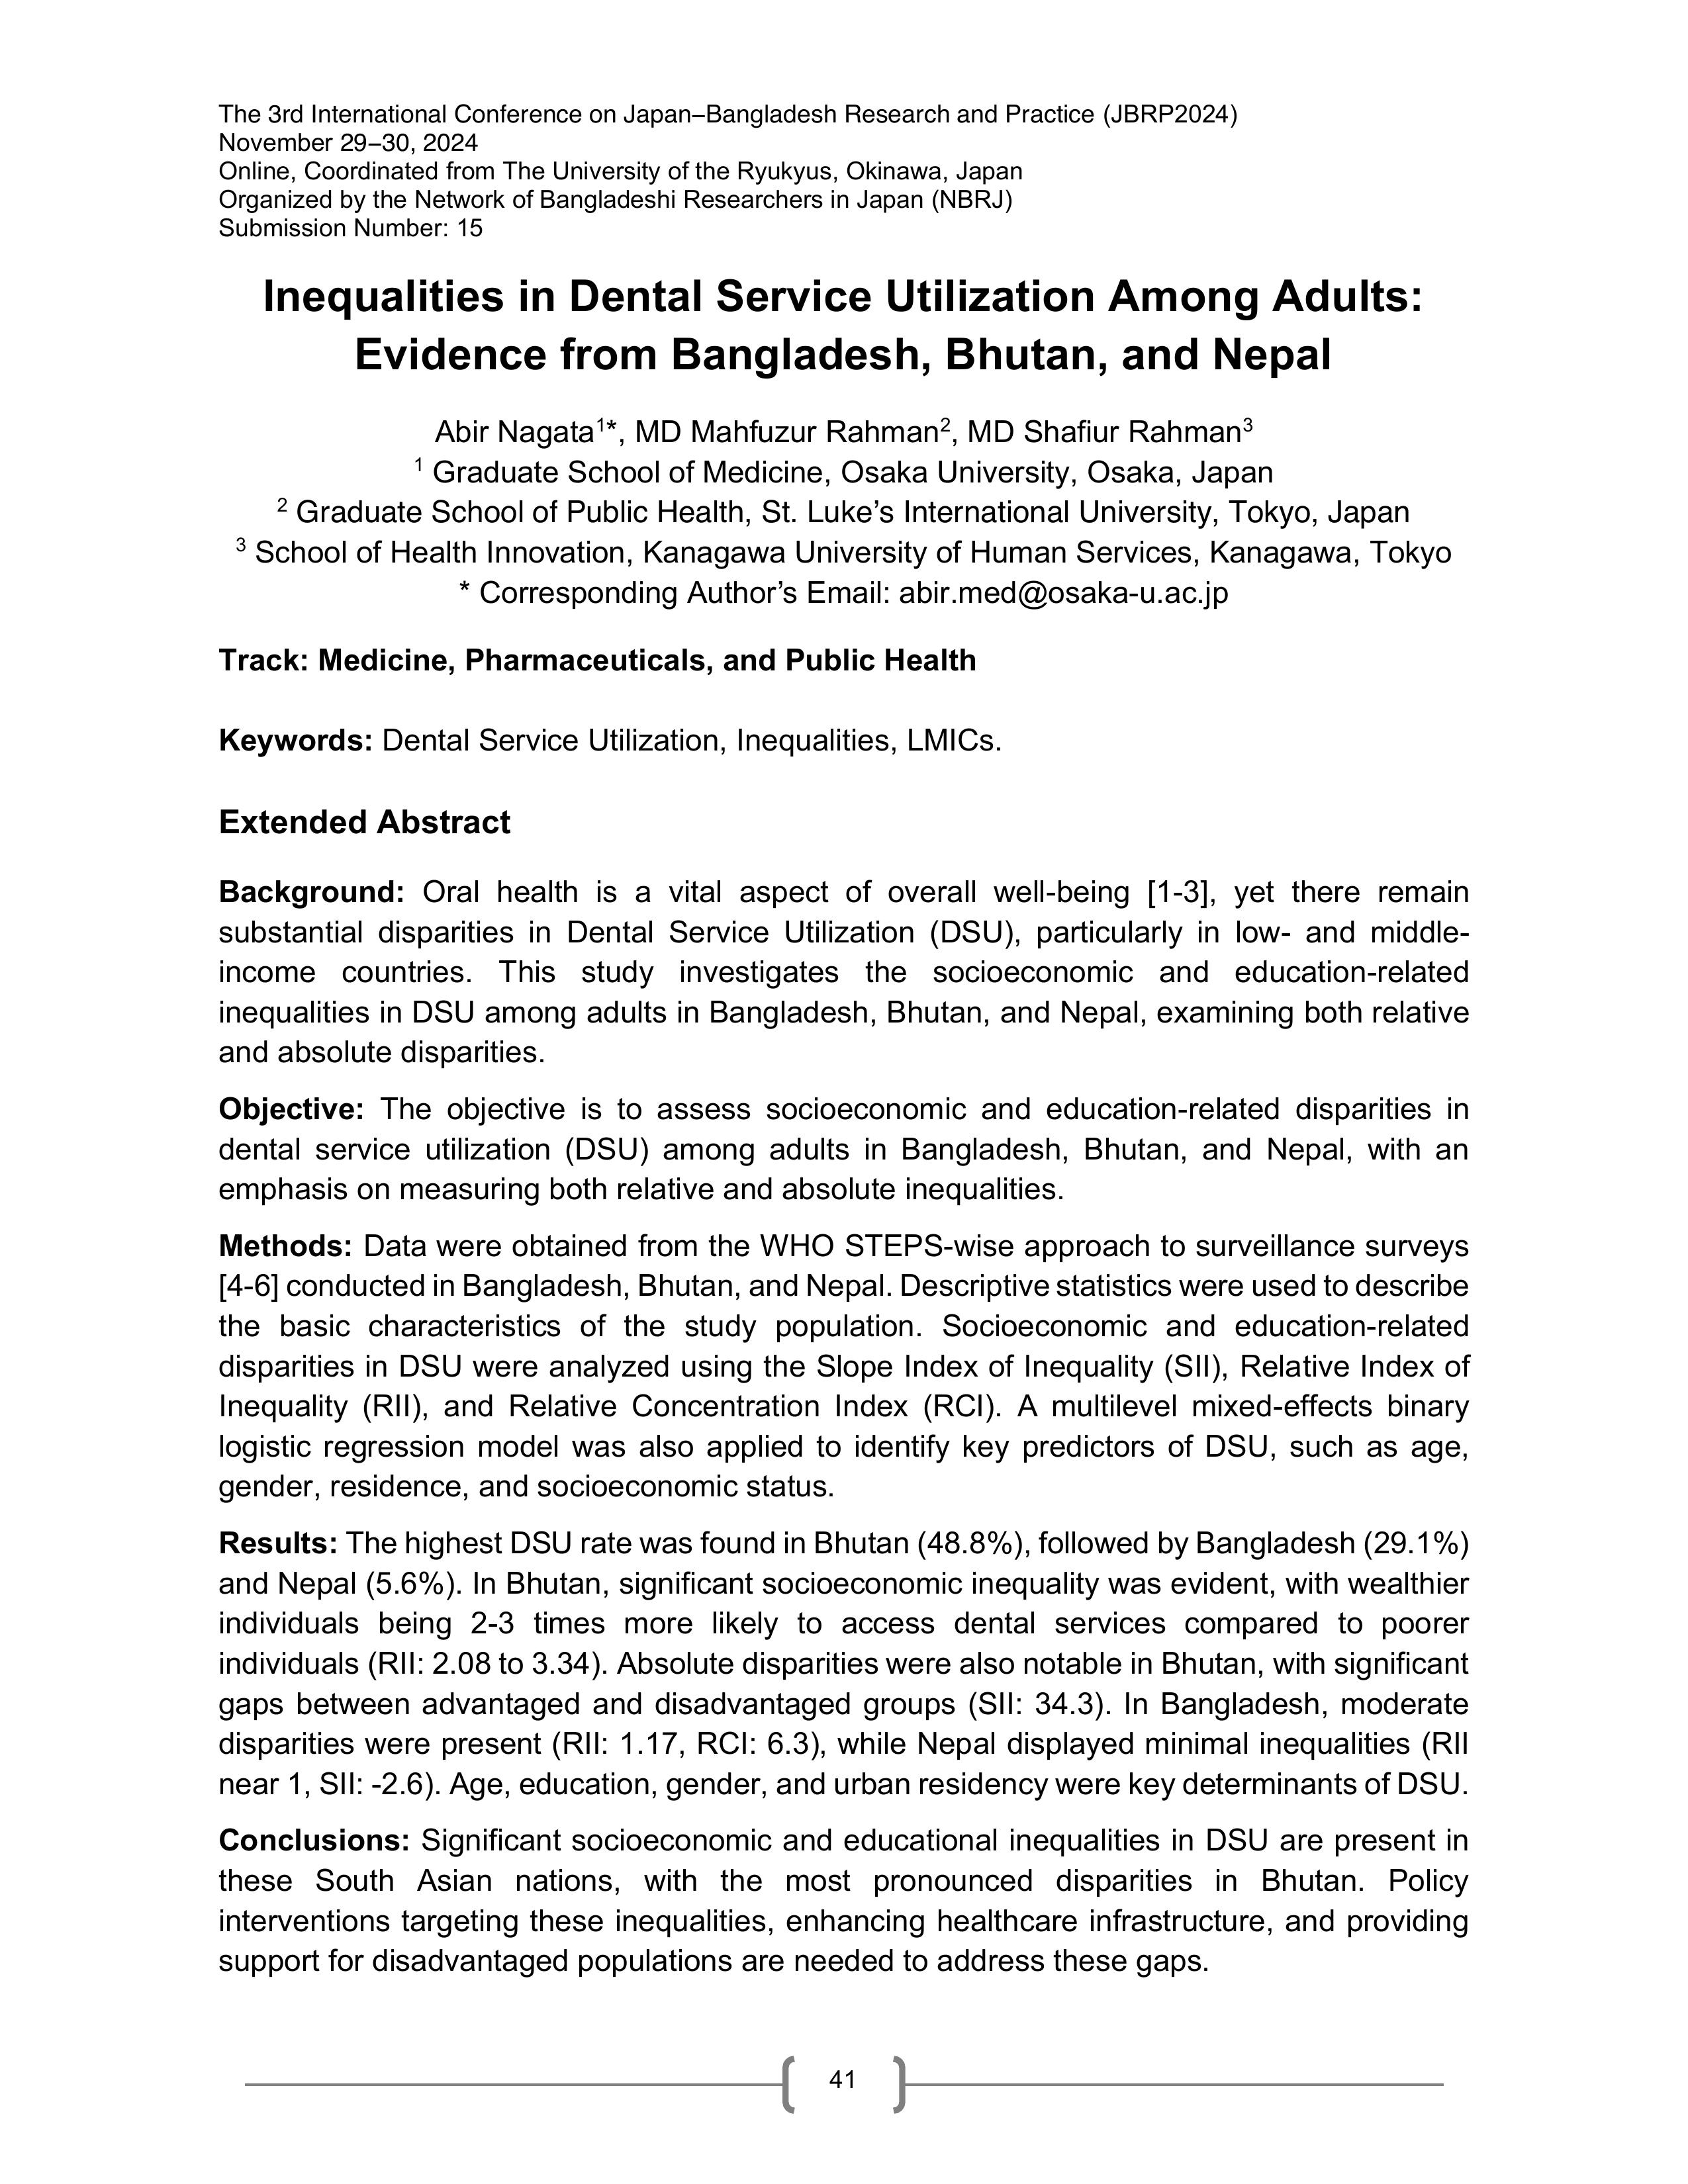 The 3rd International Conference on Japan–Bangladesh Research and Practice (JBRP2024)
November 29–30, 2024
Online, Coordinated from The University of the Ryukyus, Okinawa, Japan
Organized by the Network of Bangladeshi Researchers in Japan (NBRJ)
Submission Number: 15
Inequalities in Dental Service Utilization Among Adults:
Evidence from Bangladesh, Bhutan, and Nepal
Abir Nagata1*, MD Mahfuzur Rahman2, MD Shafiur Rahman3
1 Graduate School of Medicine, Osaka University, Osaka, Japan
2 Graduate School of Public Health, St. Luke’s International University, Tokyo, Japan
3 School of Health Innovation, Kanagawa University of Human Services, Kanagawa, Tokyo
* Corresponding Author’s Email: abir.med@osaka-u.ac.jp
Track: Medicine, Pharmaceuticals, and Public Health
Keywords: Dental Service Utilization, Inequalities, LMICs.
Extended Abstract
Background: Oral health is a vital aspect of overall well-being [1-3], yet there remain
substantial disparities in Dental Service Utilization (DSU), particularly in low- and middle-
income countries. This study investigates the socioeconomic and education-related
inequalities in DSU among adults in Bangladesh, Bhutan, and Nepal, examining both relative
and absolute disparities.
Objective: The objective is to assess socioeconomic and education-related disparities in
dental service utilization (DSU) among adults in Bangladesh, Bhutan, and Nepal, with an
emphasis on measuring both relative and absolute inequalities.
Methods: Data were obtained from the WHO STEPS-wise approach to surveillance surveys
[4-6] conducted in Bangladesh, Bhutan, and Nepal. Descriptive statistics were used to describe
the basic characteristics of the study population. Socioeconomic and education-related
disparities in DSU were analyzed using the Slope Index of Inequality (SII), Relative Index of
Inequality (RII), and Relative Concentration Index (RCI). A multilevel mixed-effects binary
logistic regression model was also applied to identify key predictors of DSU, such as age,
gender, residence, and socioeconomic status.
Results: The highest DSU rate was found in Bhutan (48.8%), followed by Bangladesh (29.1%)
and Nepal (5.6%). In Bhutan, significant socioeconomic inequality was evident, with wealthier
individuals being 2-3 times more likely to access dental services compared to poorer
individuals (RII: 2.08 to 3.34). Absolute disparities were also notable in Bhutan, with significant
gaps between advantaged and disadvantaged groups (SII: 34.3). In Bangladesh, moderate
disparities were present (RII: 1.17, RCI: 6.3), while Nepal displayed minimal inequalities (RII
near 1, SII: -2.6). Age, education, gender, and urban residency were key determinants of DSU.
Conclusions: Significant socioeconomic and educational inequalities in DSU are present in
these South Asian nations, with the most pronounced disparities in Bhutan. Policy
interventions targeting these inequalities, enhancing healthcare infrastructure, and providing
support for disadvantaged populations are needed to address these gaps.
41